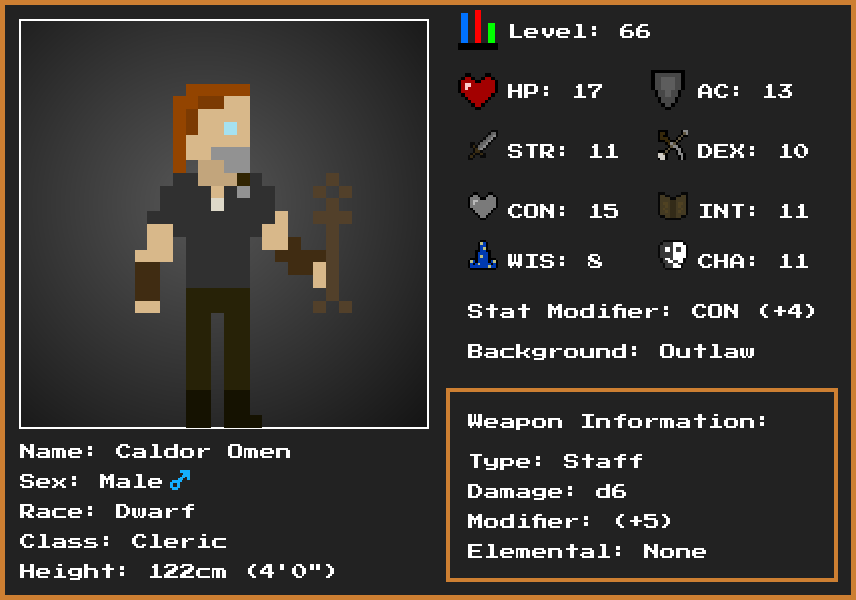 Level: 66
HP: 17 AC: 13
STR: 11 DEX: 10
CON: 15 INT: 11
WIS: 8 CHA: 11
Stat Modifier: CON (+4)
Background: Outlaw
Weapon Information:
Type: Staff
Damage: d6
Modifier: (+5)
Elemental: None
Name: Caldor Omen
Sex: Male♂
Race: Dwarf
Class: Cleric
Height: 122cm (4'0")